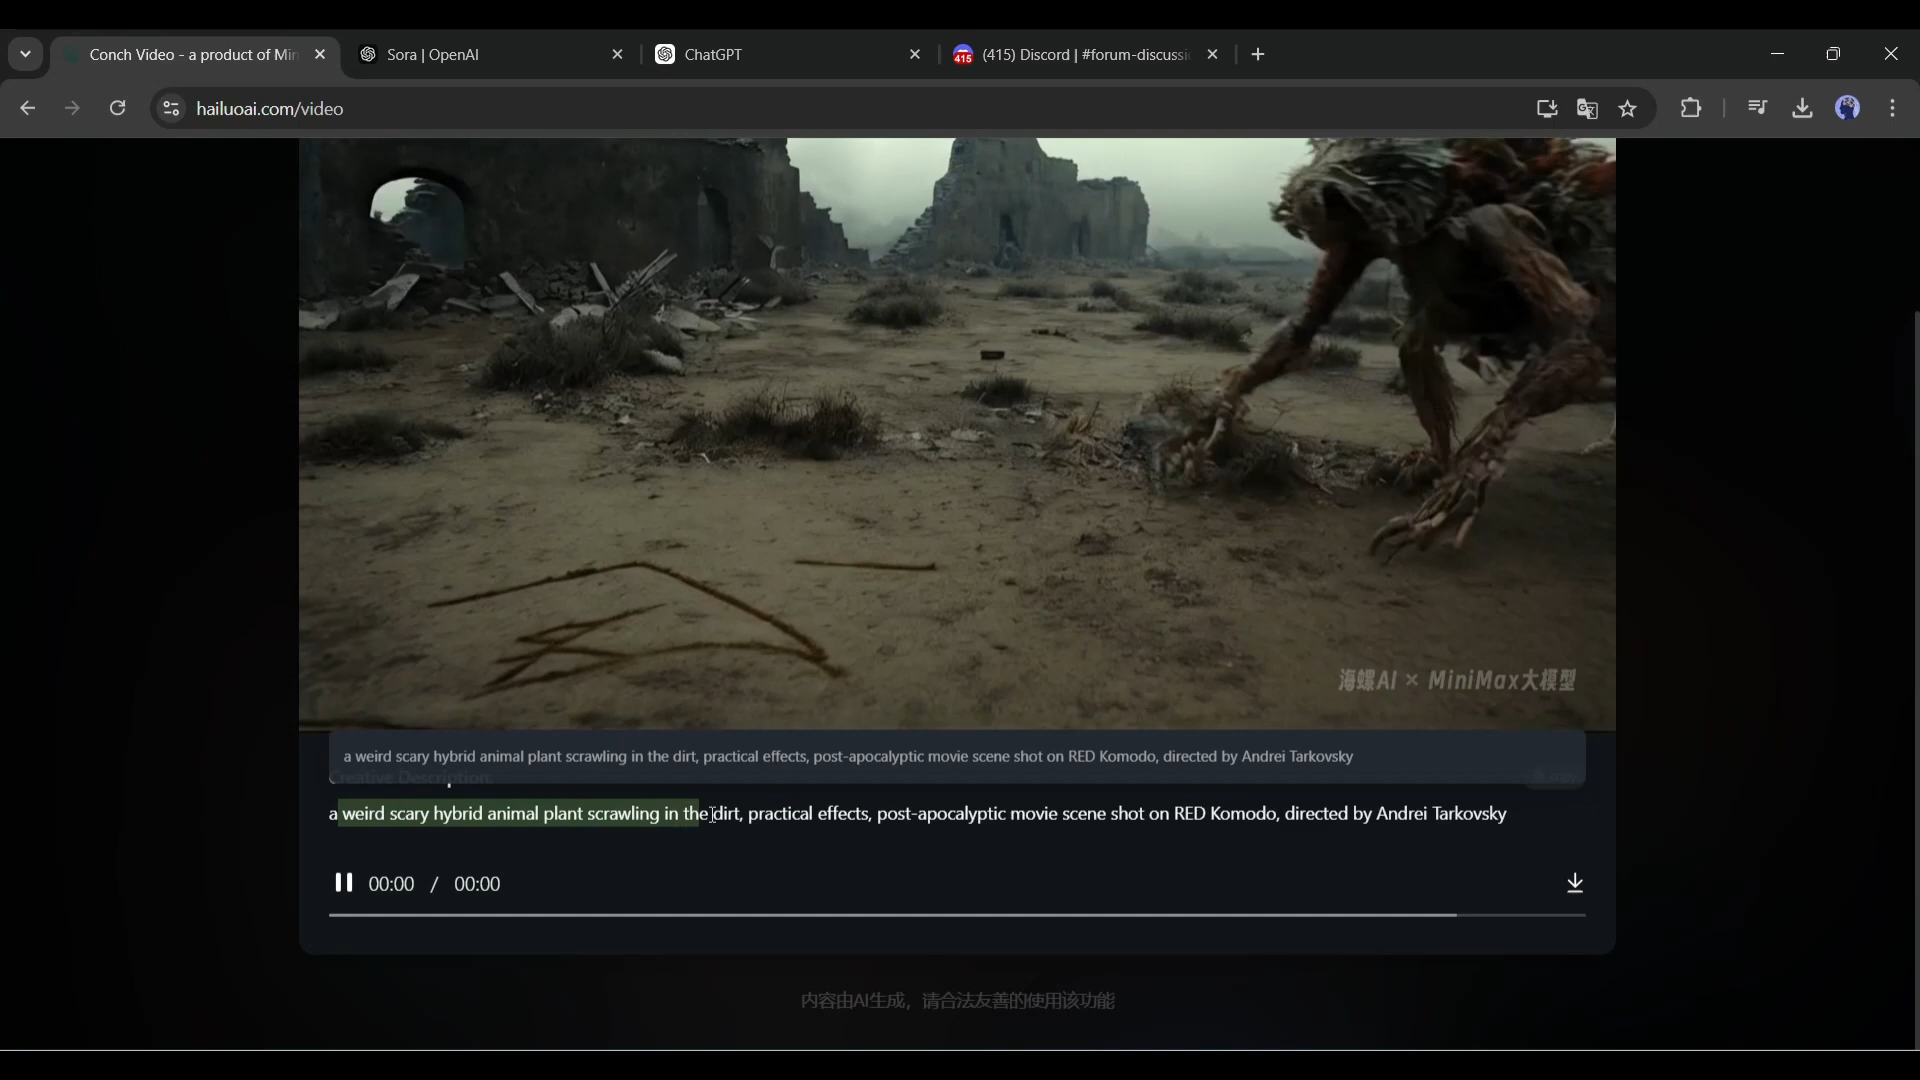 Conch Video - a product of Min
Sora | OpenAI
ChatGPT
415
(415) Discord | #forum-discussi
hailuoai.com/video
海螺AI × MiniMax大模型
a weird scary hybrid animal plant scrawling in the dirt, practical effects, post-apocalyptic movie scene shot on RED Komodo, directed by Andrei Tarkovsky
Creative Description:
copy
a weird scary hybrid animal plant scrawling in the dirt, practical effects, post-apocalyptic movie scene shot on RED Komodo, directed by Andrei Tarkovsky
00:00 / 00:00
内容由AI生成，请合法友善的使用该功能